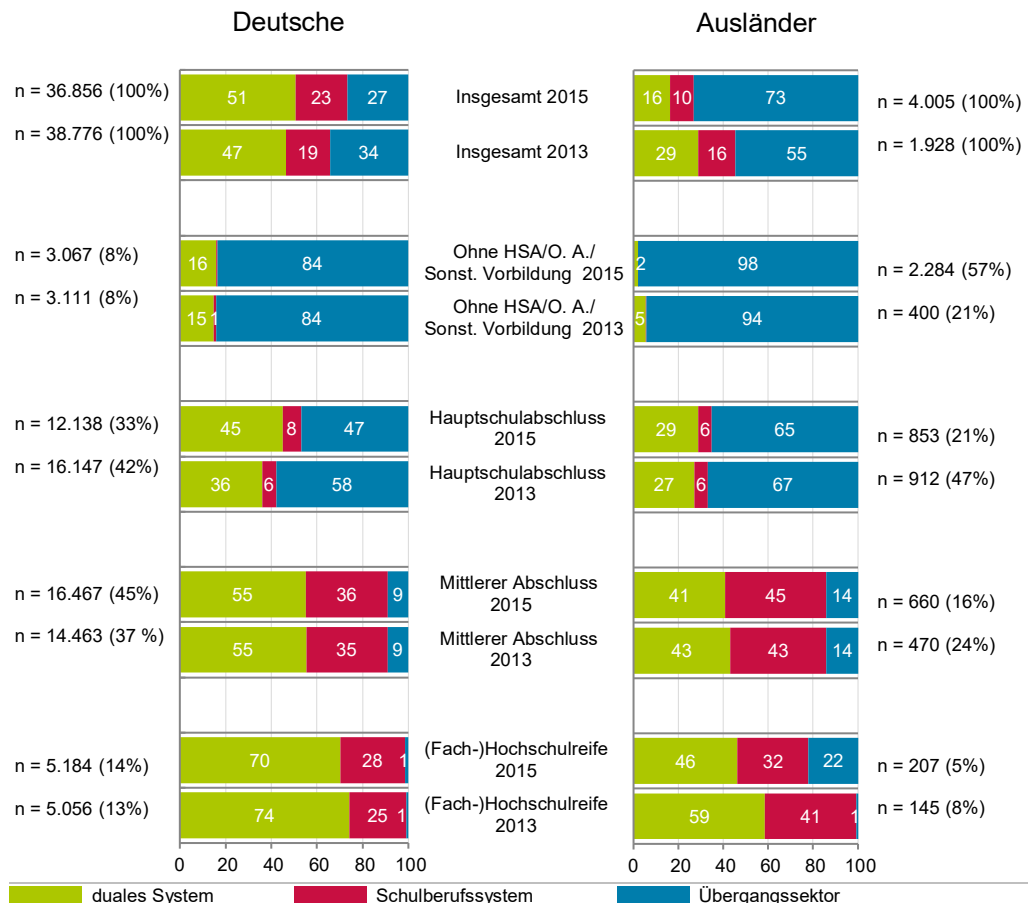 Deutsche
Ausländer
n = 36.856 (100%)
51 23 27
Insgesamt 2015
16 10 73
n = 4.005 (100%)
n = 38.776 (100%)
47 19 34
Insgesamt 2013
29 16 55
n = 1.928 (100%)
n = 3.067 (8%)
16 84
Ohne HSA/O. A./
Sonst. Vorbildung 2015
2 98
n = 2.284 (57%)
n = 3.111 (8%)
15 1 84
Ohne HSA/O. A./
Sonst. Vorbildung 2013
5 94
n = 400 (21%)
n = 12.138 (33%)
45 8 47
Hauptschulabschluss
2015
29 6 65
n = 853 (21%)
n = 16.147 (42%)
36 6 58
Hauptschulabschluss
2013
27 6 67
n = 912 (47%)
n = 16.467 (45%)
55 36 9
Mittlerer Abschluss
2015
41 45 14
n = 660 (16%)
n = 14.463 (37 %)
55 35 9
Mittlerer Abschluss
2013
43 43 14
n = 470 (24%)
n = 5.184 (14%)
70 28 1
(Fach-)Hochschulreife
2015
46 32 22
n = 207 (5%)
n = 5.056 (13%)
74 25 1
(Fach-)Hochschulreife
2013
59 41 1
n = 145 (8%)
0 20 40 60 80 100
0 20 40 60 80 100
duales System
Schulberufssystem
Übergangssektor